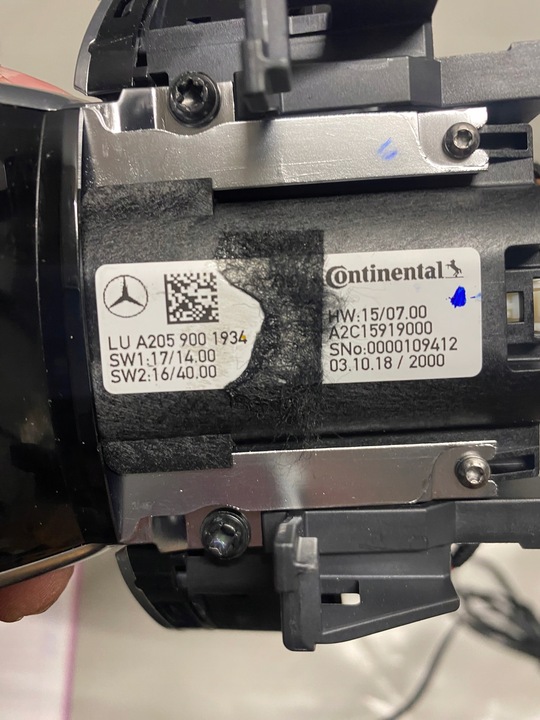 LU A205 900 1934
SW1:17/14.00
SW2:16/40.00
Continental
HW:15/07.00
A2C15919000
SNo:0000109412
03.10.18 / 2000